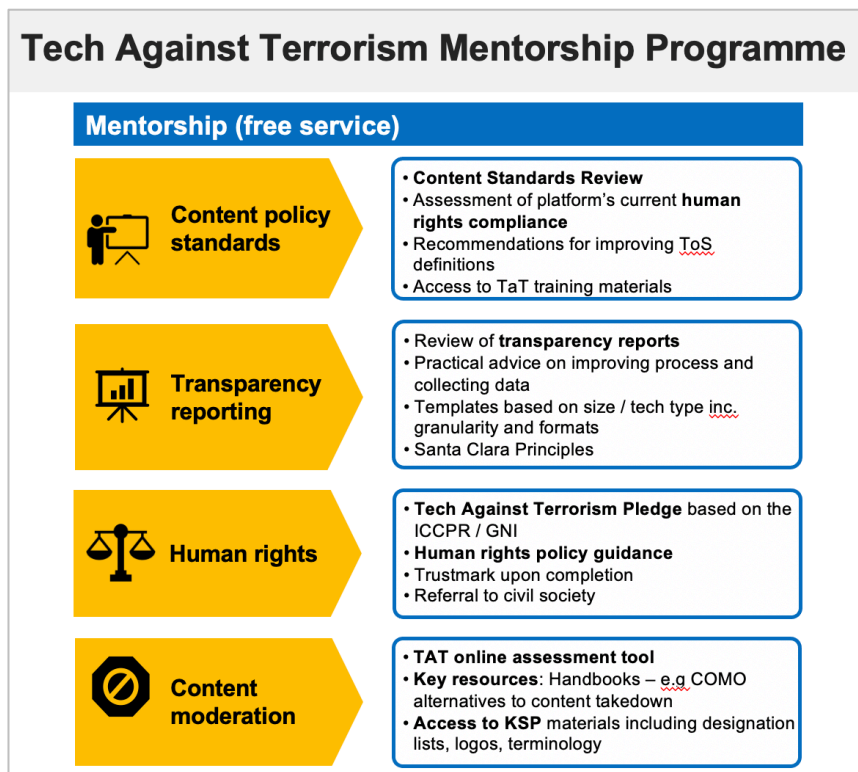 Tech Against Terrorism Mentorship Programme
Mentorship (free service)
Content policy
standards
• Content Standards Review
• Assessment of platform's current human
rights compliance
• Recommendations for improving ToS
definitions
• Access to TaT training materials
Transparency
reporting
• Review of transparency reports
• Practical advice on improving process and
collecting data
• Templates based on size / tech type inc.
granularity and formats
• Santa Clara Principles
Human rights
• Tech Against Terrorism Pledge based on the
ICCPR / GNI
• Human rights policy guidance
• Trustmark upon completion
• Referral to civil society
Content
moderation
• TAT online assessment tool
• Key resources: Handbooks – e.g COMO
alternatives to content takedown
• Access to KSP materials including designation
lists, logos, terminology